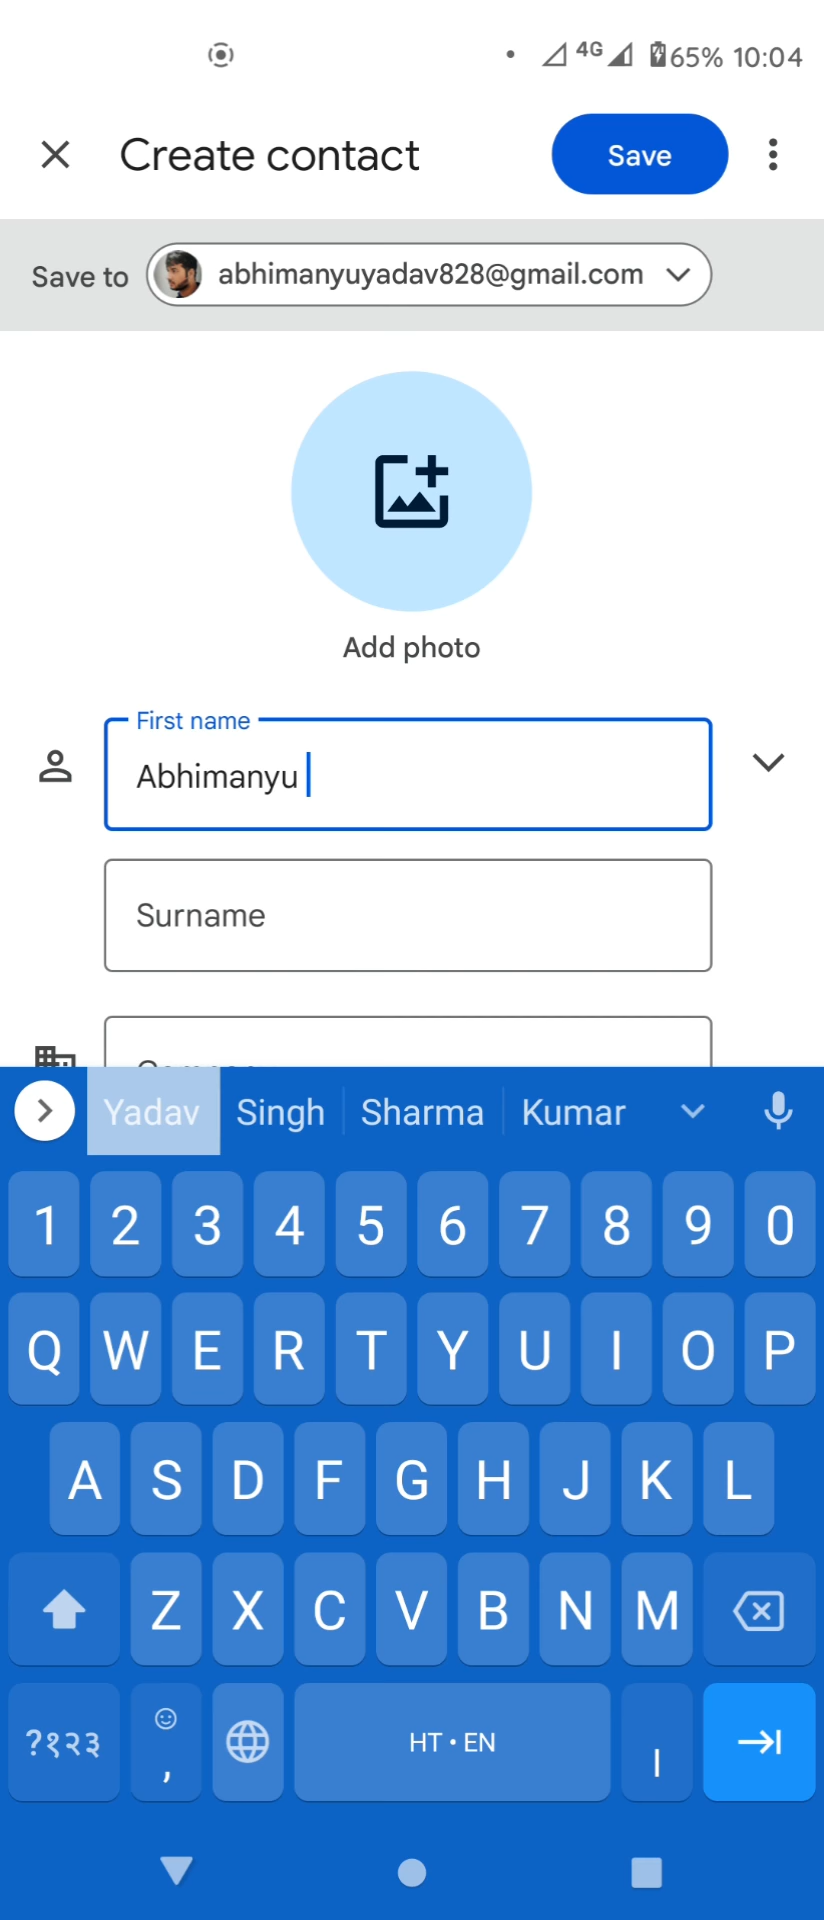 4G 65% 10:04
Create contact Save
Save to abhimanyuyadav828@gmail.com
Add photo
First name
Abhimanyu
Surname
Yadav Singh Sharma Kumar
1 2 3 4 5 6 7 8 9 0
Q W E R T Y U I O P
A S D F G H J K L
Z X C V B N M
?१२३ , HT • EN |